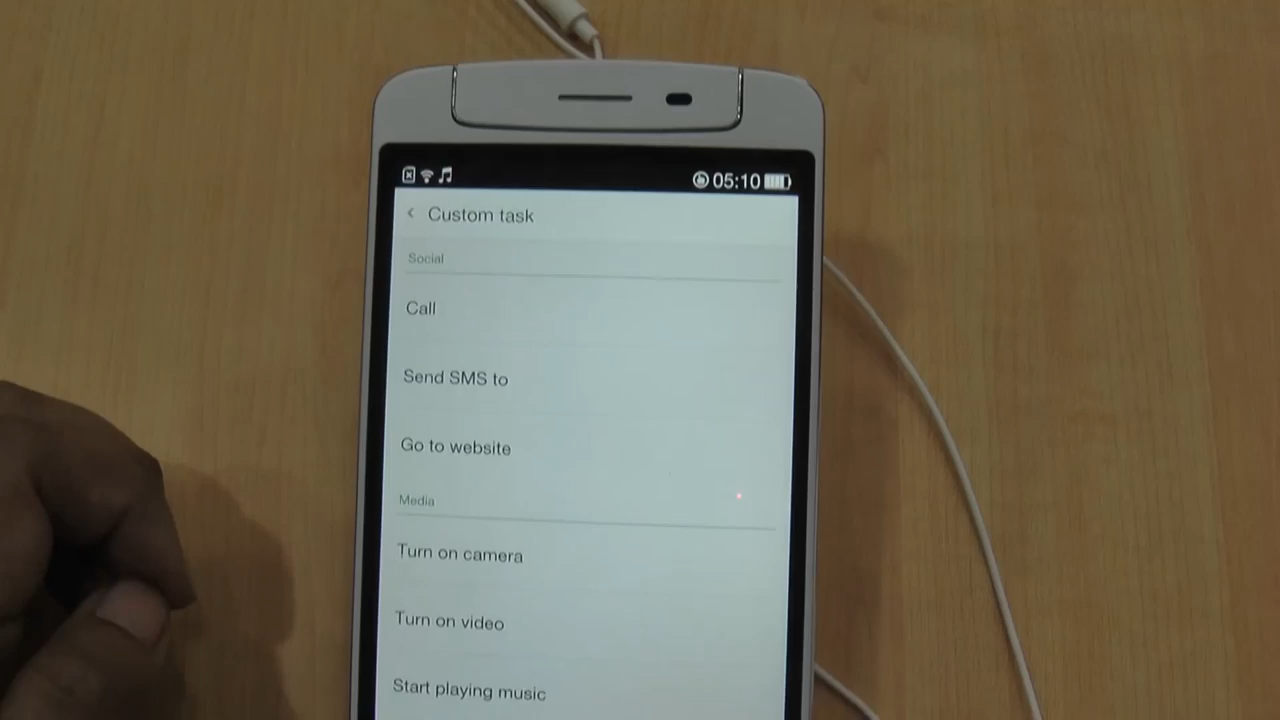 05:10
Custom task
Social
Call
Send SMS to
Go to website
Media
Turn on camera
Turn on video
Start playing music